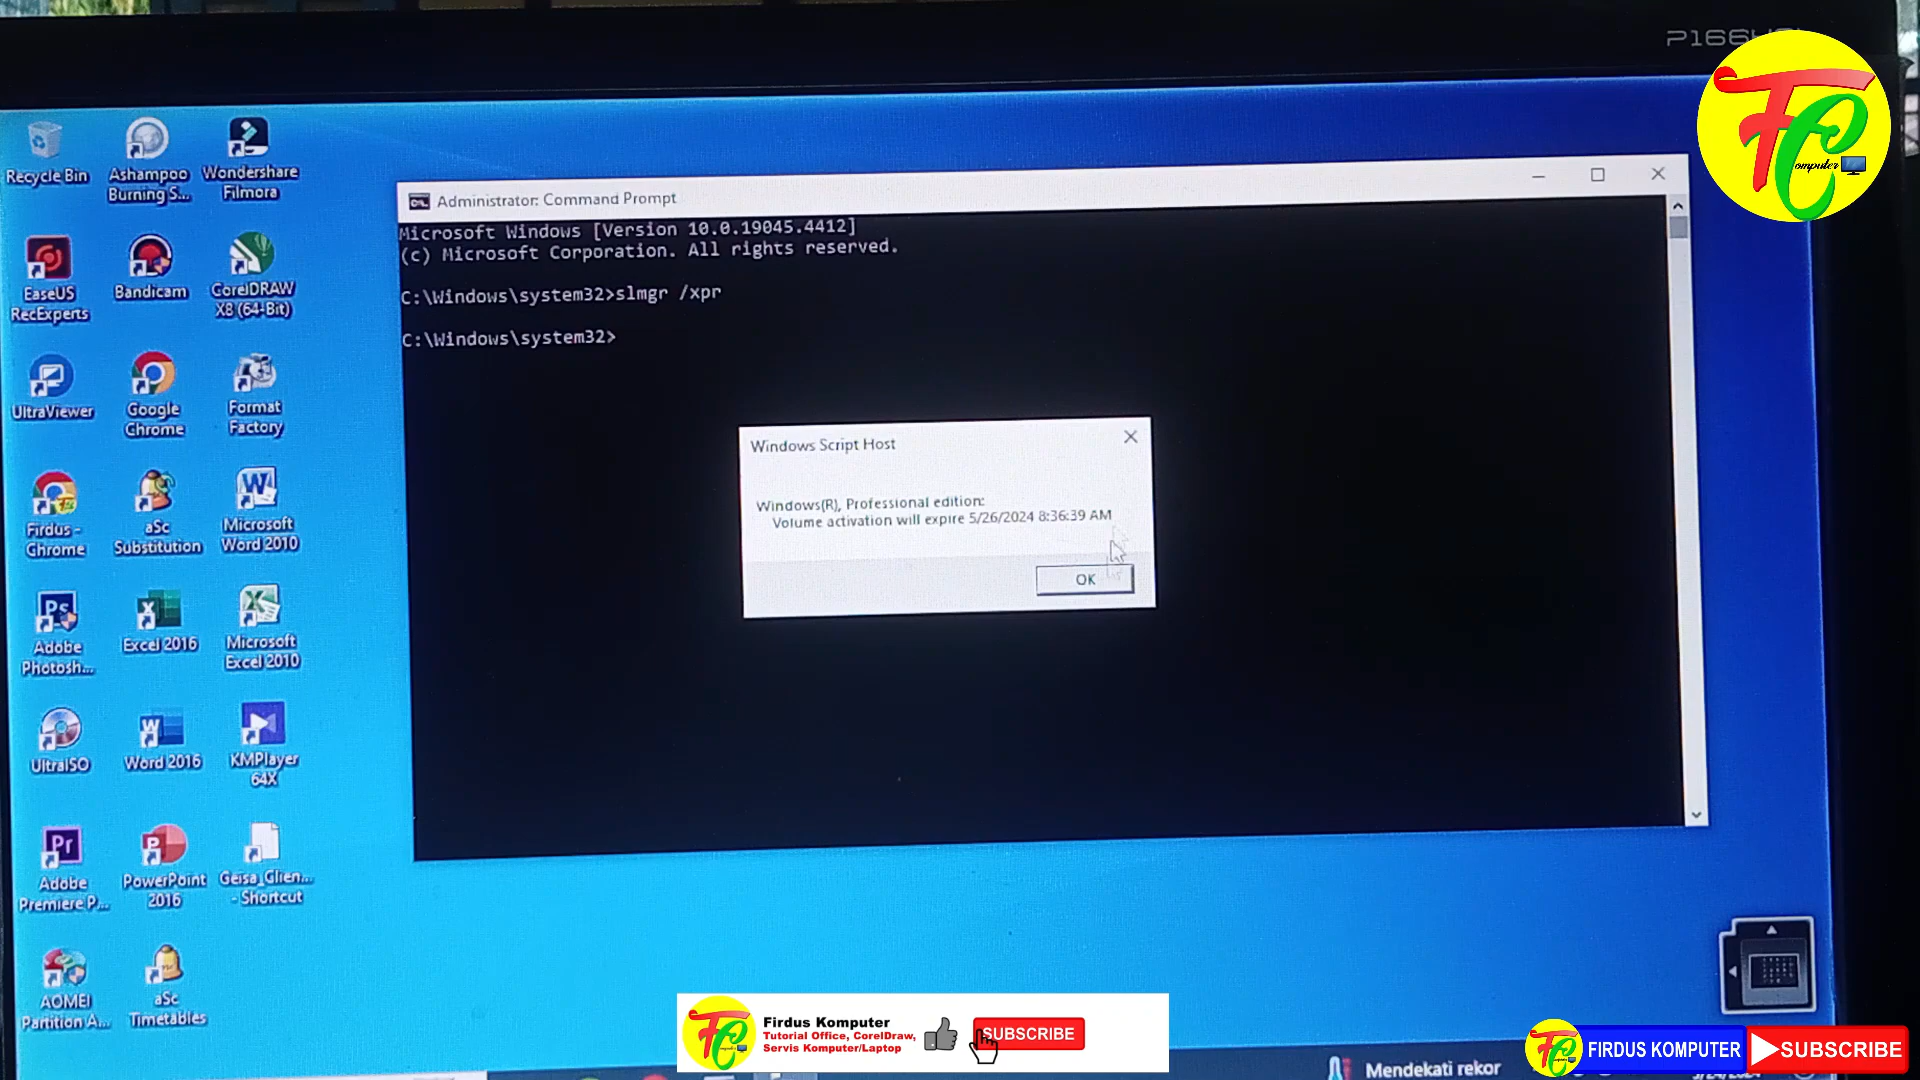 Recycle Bin
Ashampoo
Burning S...
Wondershare
Filmora
EaseUS
RecExperts
Bandicam
CorelDRAW
X8 (64-Bit)
UltraViewer
Google
Chrome
Format
Factory
Firdus -
Chrome
aSc
Substitution
Microsoft
Word 2010
Adobe
Photosh...
Excel 2016
Microsoft
Excel 2010
UltraISO
Word 2016
KMPlayer
64X
Adobe
Premiere P...
PowerPoint
2016
Geisa_Clien...
- Shortcut
AOMEI
Partition A...
aSc
Timetables
Administrator: Command Prompt
Microsoft Windows [Version 10.0.19045.4412]
(c) Microsoft Corporation. All rights reserved.
C:\Windows\system32>slmgr /xpr
C:\Windows\system32>
Windows Script Host
Windows(R), Professional edition:
Volume activation will expire 5/26/2024 8:36:39 AM
OK
FC
omputer
Firdus Komputer
Tutorial Office, CorelDraw,
Servis Komputer/Laptop
SUBSCRIBE
Mendekati rekor
FIRDUS KOMPUTER
SUBSCRIBE